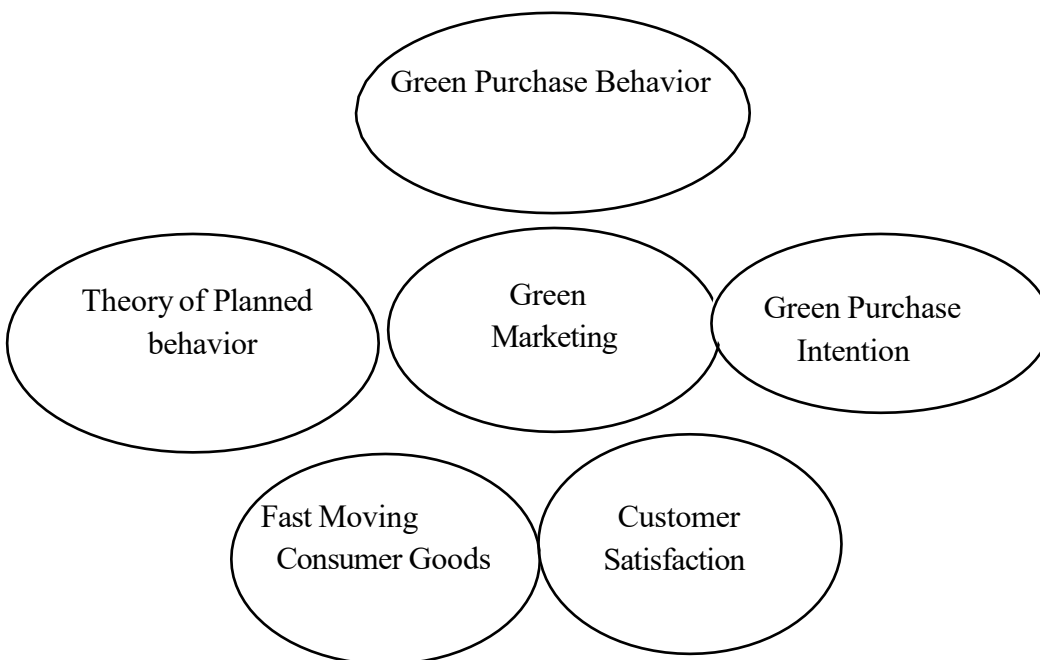 Green Purchase Behavior
Theory of Planned
behavior
Green
Marketing
Green Purchase
Intention
Fast Moving
Consumer Goods
Customer
Satisfaction